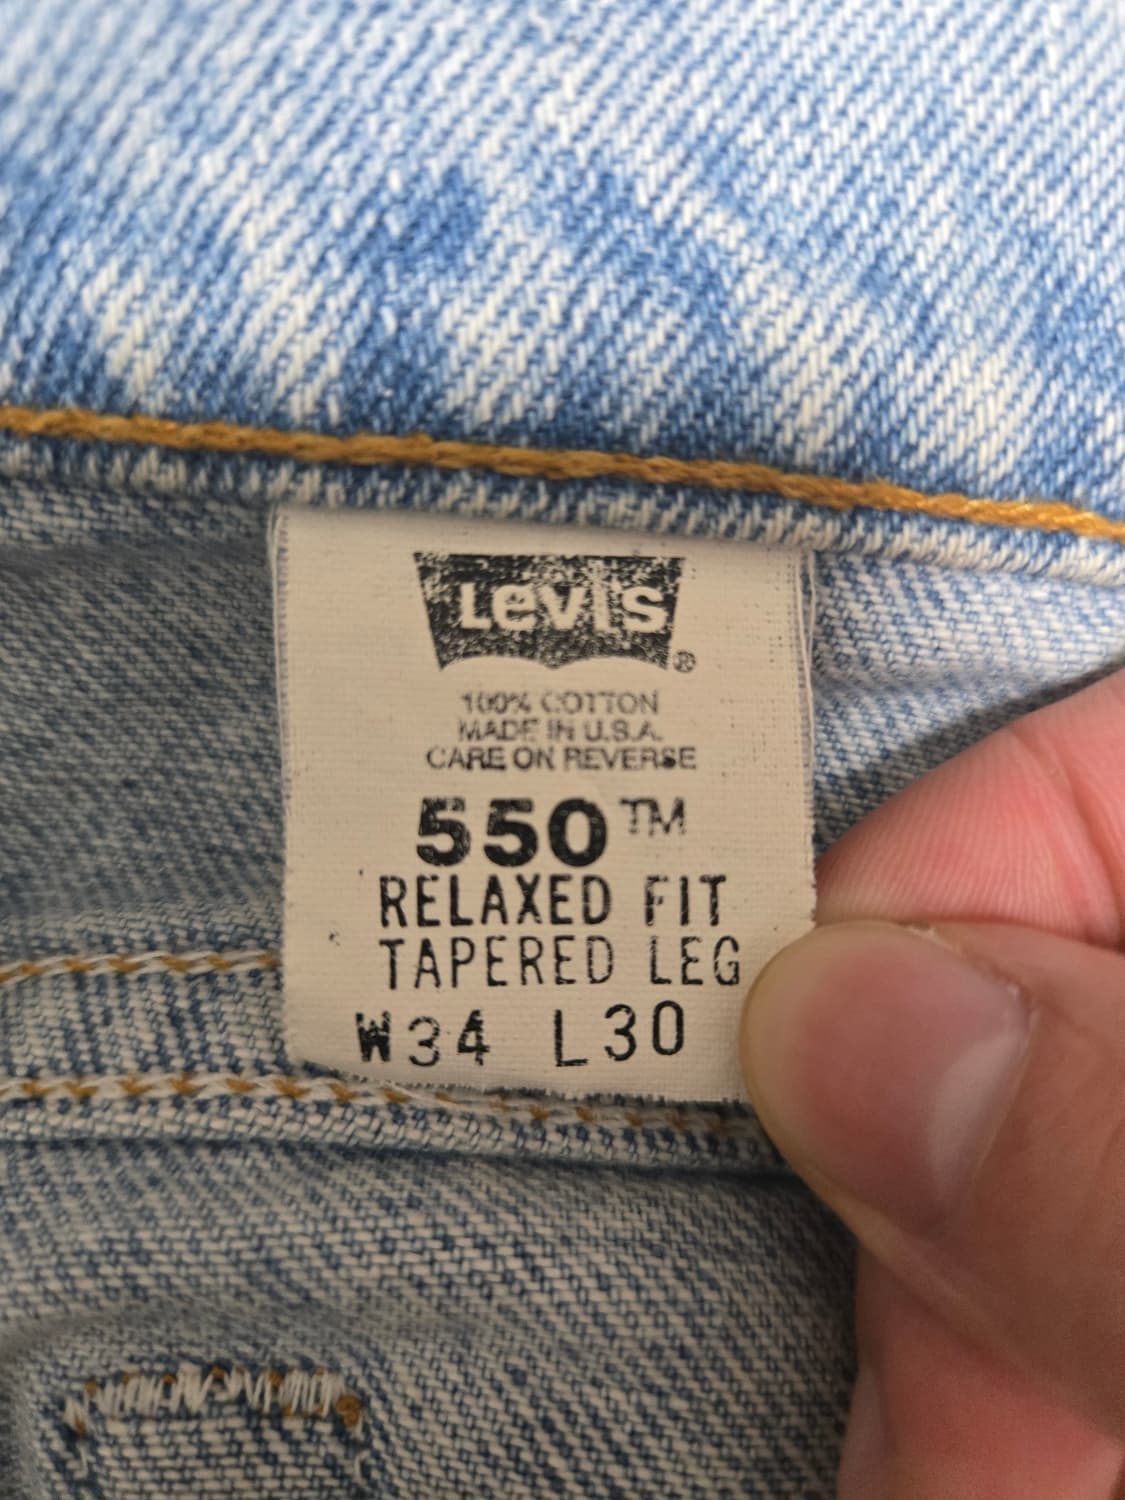 Levi's ®
100% COTTON
MADE IN U.S.A.
CARE ON REVERSE
550™
RELAXED FIT
TAPERED LEG
W34 L30